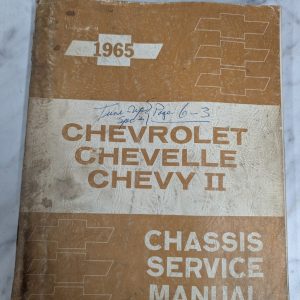 1965
Tune Up Page 6-3
CHEVROLET
CHEVELLE
CHEVY II
CHASSIS
SERVICE
MANUAL